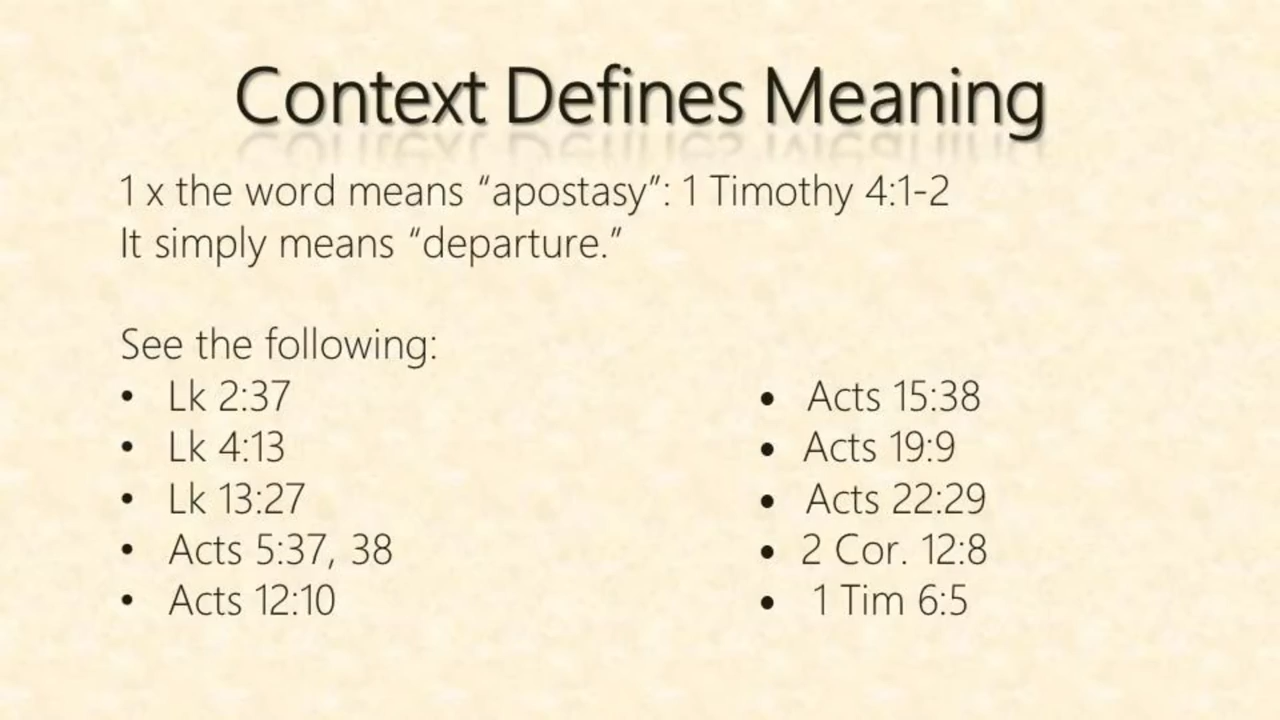 Context Defines Meaning
1 x the word means “apostasy”: 1 Timothy 4:1-2
It simply means “departure.”
See the following:
• Lk 2:37
• Lk 4:13
• Lk 13:27
• Acts 5:37, 38
• Acts 12:10
• Acts 15:38
• Acts 19:9
• Acts 22:29
• 2 Cor. 12:8
• 1 Tim 6:5